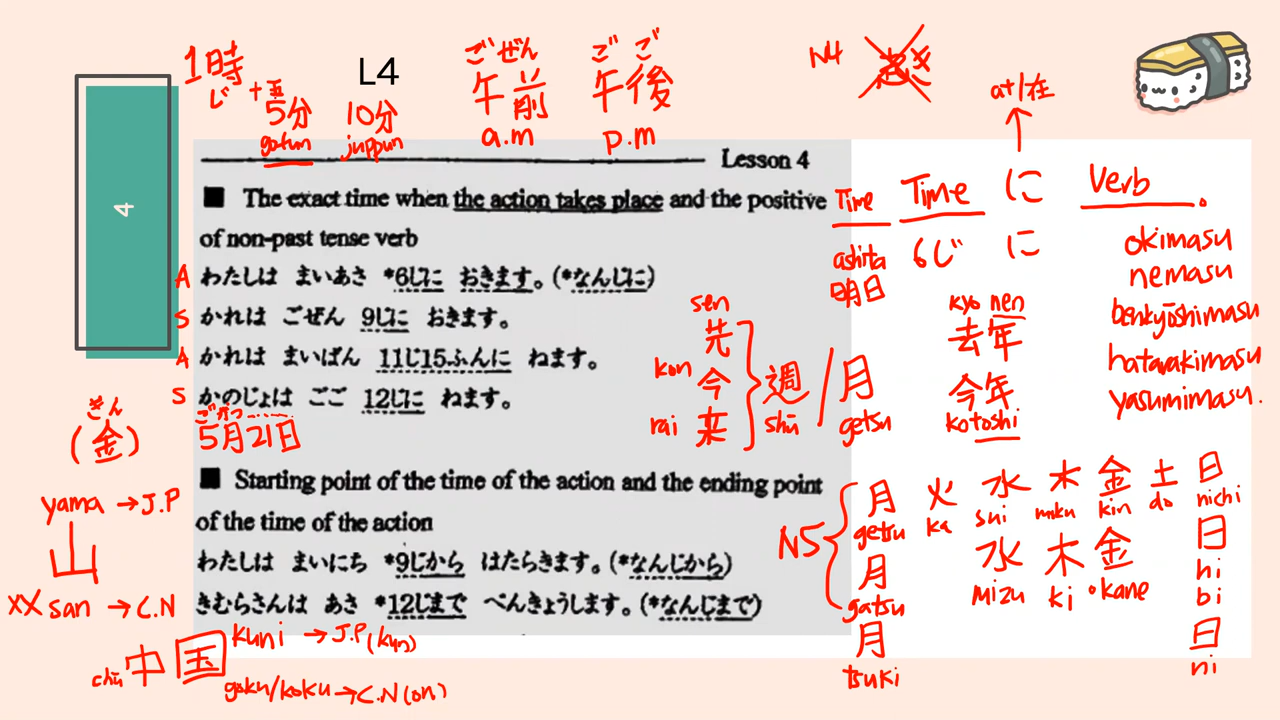 1時
じ
+五
5分
gofun
10分
juppun
L4
ごぜん
午前
a.m
ごご
午後
p.m
N4
at/在
4
Lesson 4
■ The exact time when the action takes place and the positive
of non-past tense verb
A わたしは まいあさ *6じに おきます。(*なんじに)
S かれは ごぜん 9じに おきます。
A かれは まいばん 11じ15ふんに ねます。
S かのじょは ごご 12じに ねます。
ごがつ
5月21日
■ Starting point of the time of the action and the ending point
of the time of the action
わたしは まいにち *9じから はたらきます。(*なんじから)
きむらさんは あさ *12じまで べんきょうします。(*なんじまで)
Time Time に Verb.
ashita 6じ に okimasu
明日 nemasu
benkyōshimasu
hatarakimasu
yasumimasu.
sen
先
kon 今
rai 来
週 / 月
shū getsu
kyo nen
去年
今年
kotoshi
きん
(金)
yama → J.P
山
XX san → C.N
kuni → J.P (kun)
chū 中国
goku/koku → C.N (on)
N5
月 火 水 木 金 土 日
getsu ka sui moku kin do nichi
月 水 木 金 日
gatsu mizu ki okane hi
bi
月 日
tsuki ni